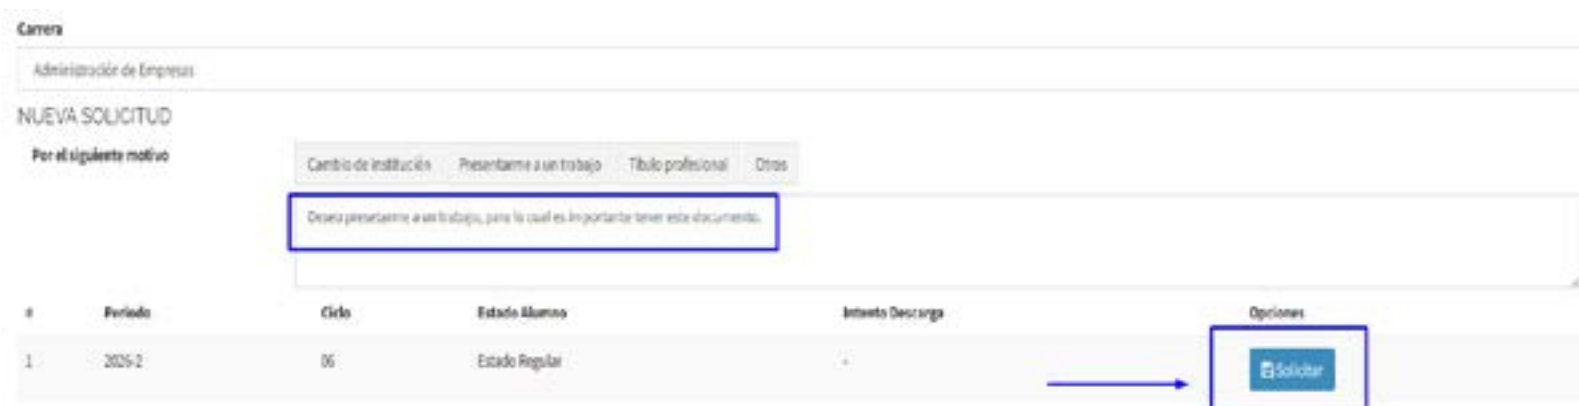 Carrera
Administración de Empresas
NUEVA SOLICITUD
Por el siguiente motivo
Cambio de institución Presentarme a un trabajo Título profesional Otros
Deseo presetarme a un trabajo, para lo cual es importante tener este documento.
# Periodo Ciclo Estado Alumno Intento Descarga Opciones
1 2026-2 06 Estado Regular - Solicitar